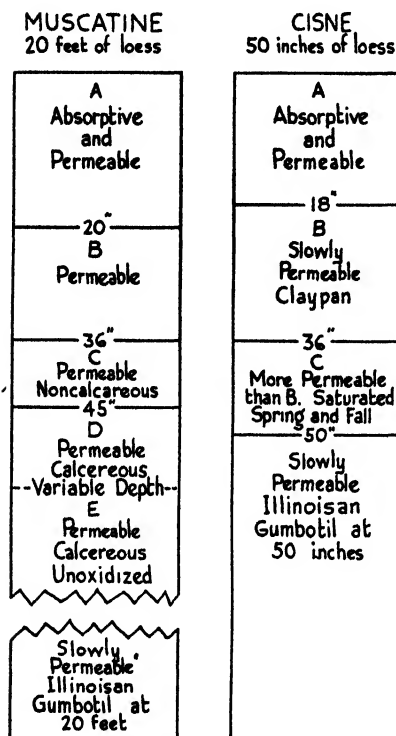 MUSCATINE
20 feet of loess
A
Absorptive
and
Permeable
20"
B
Permeable
36"
C
Permeable
Noncalcareous
45"
D
Permeable
Calcereous
Variable Depth
E
Permeable
Calcereous
Unoxidized
Slowly
Permeable"
Illinoisan
Gumbotil at
20 feet
CISNE
50 inches of loess
A
Absorptive
and
Permeable
18"
B
Slowly
Permeable
Claypan
36"
C
More Permeable
than B. Saturated
Spring and Fall
50"
Slowly
Permeable
Illinoisan
Gumbotil at
50 inches